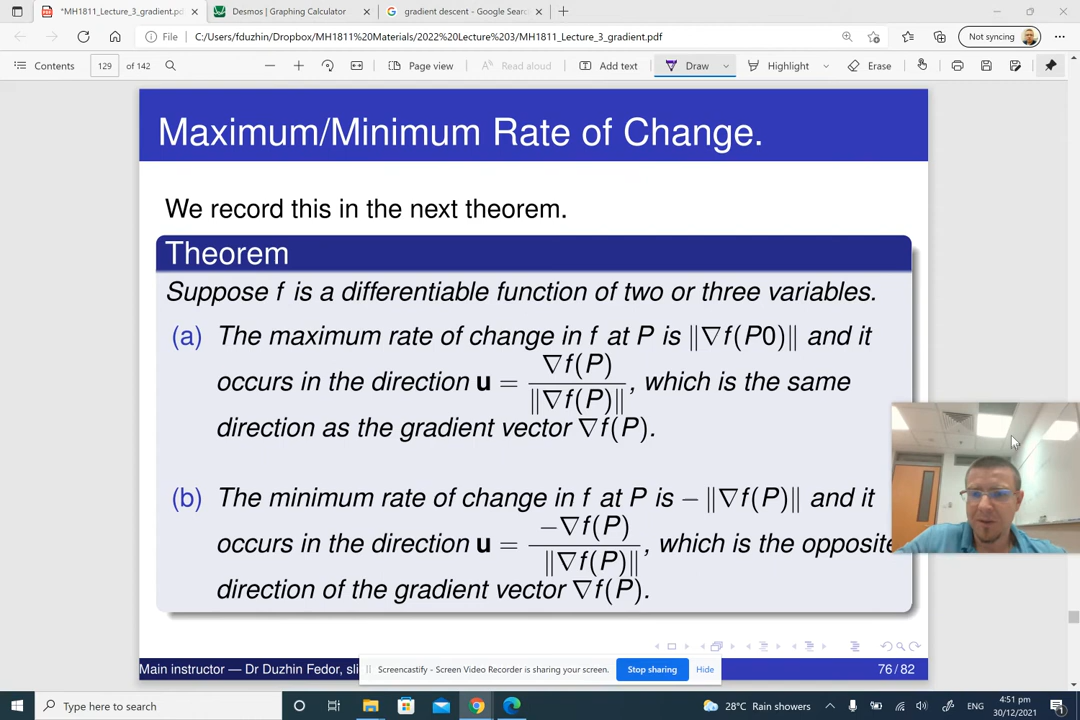 *MH1811_Lecture_3_gradient.pd
Desmos | Graphing Calculator
gradient descent - Google Sear
File
C:/Users/fduzhin/Dropbox/MH1811%20Materials/2022%20Lecture%203/MH1811_Lecture_3_gradient.pdf
Not syncing
Contents
129
of 142
Page view
Read aloud
Add text
Draw
Highlight
Erase
Maximum/Minimum Rate of Change.
We record this in the next theorem.
Theorem
Suppose f is a differentiable function of two or three variables.
(a) The maximum rate of change in f at P is ‖∇f(P0)‖ and it
occurs in the direction u = ∇f(P) / ‖∇f(P)‖, which is the same
direction as the gradient vector ∇f(P).
(b) The minimum rate of change in f at P is −‖∇f(P)‖ and it
occurs in the direction u = −∇f(P) / ‖∇f(P)‖, which is the opposite
direction of the gradient vector ∇f(P).
Main instructor — Dr Duzhin Fedor, sli
76 / 82
Screencastify - Screen Video Recorder is sharing your screen.
Stop sharing
Hide
Type here to search
28°C Rain showers
ENG
4:51 pm
30/12/2021